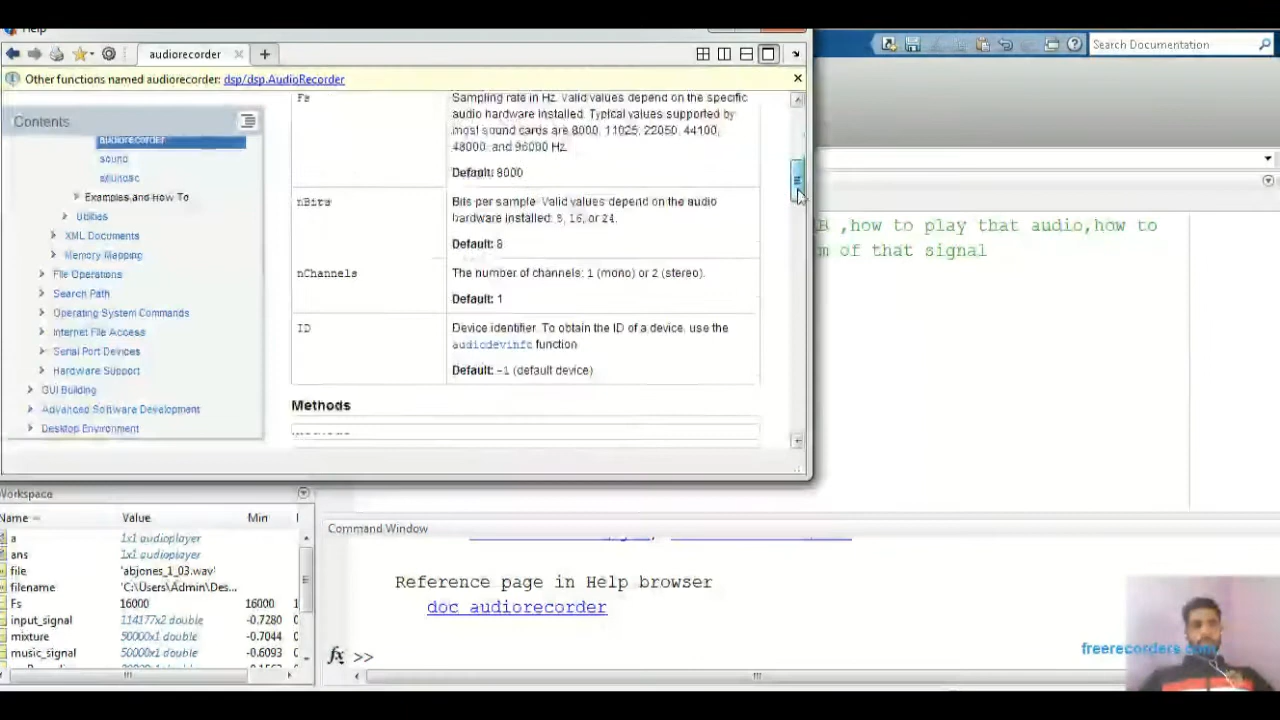 Help
audiorecorder
Search Documentation
Other functions named audiorecorder: dsp/dsp.AudioRecorder
Contents
audiorecorder
sound
soundsc
Examples and How To
Utilities
XML Documents
Memory Mapping
File Operations
Search Path
Operating System Commands
Internet File Access
Serial Port Devices
Hardware Support
GUI Building
Advanced Software Development
Desktop Environment
Fs
Sampling rate in Hz. Valid values depend on the specific
audio hardware installed. Typical values supported by
most sound cards are 8000, 11025, 22050, 44100,
48000, and 96000 Hz.
Default: 8000
nBits
Bits per sample. Valid values depend on the audio
hardware installed: 8, 16, or 24.
Default: 8
nChannels
The number of channels: 1 (mono) or 2 (stereo).
Default: 1
ID
Device identifier. To obtain the ID of a device, use the
audiodevinfo function
Default: -1 (default device)
Methods
B ,how to play that audio,how to
m of that signal
Workspace
Name Value Min
a 1x1 audioplayer
ans 1x1 audioplayer
file 'abjones_1_03.wav'
filename 'C:\Users\Admin\Des...
Fs 16000 16000 1
input_signal 114177x2 double -0.7280 0
mixture 50000x1 double -0.7044 0
music_signal 50000x1 double -0.6093 0
Command Window
Reference page in Help browser
doc audiorecorder
fx >>
freerecorders.com